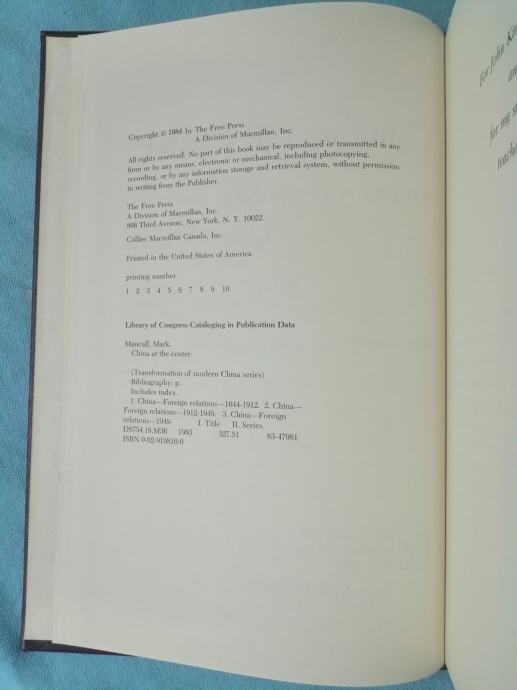 Copyright © 1984 by The Free Press
A Division of Macmillan, Inc.
All rights reserved. No part of this book may be reproduced or transmitted in any
form or by any means, electronic or mechanical, including photocopying,
recording, or by any information storage and retrieval system, without permission
in writing from the Publisher.
The Free Press
A Division of Macmillan, Inc.
866 Third Avenue, New York, N. Y. 10022
Collier Macmillan Canada, Inc.
Printed in the United States of America
printing number
1 2 3 4 5 6 7 8 9 10
Library of Congress Cataloging in Publication Data
Mancall, Mark.
China at the center.
(Transformation of modern China series)
Bibliography: p.
Includes index.
1. China—Foreign relations—1644-1912. 2. China—
Foreign relations—1912-1949. 3. China—Foreign
relations—1949- I. Title II. Series.
DS754.18.M36 1983 327.51 83-47981
ISBN 0-02-919810-0
For John
for my